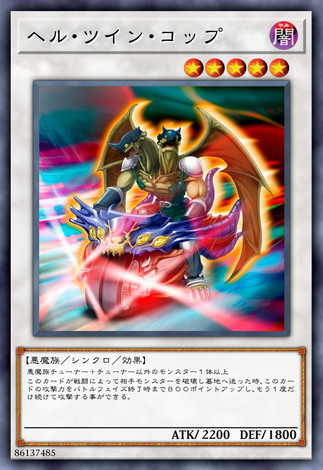 ヘル・ツイン・コップ
やみ
闇
【悪魔族／シンクロ／効果】
悪魔族チューナー＋チューナー以外のモンスター１体以上
このカードが戦闘によって相手モンスターを破壊し墓地へ送った時、このカー
ドの攻撃力をバトルフェイズ終了時まで８００ポイントアップし、もう１度だ
け続けて攻撃する事ができる。
ATK/ 2200 DEF/1800
86137485